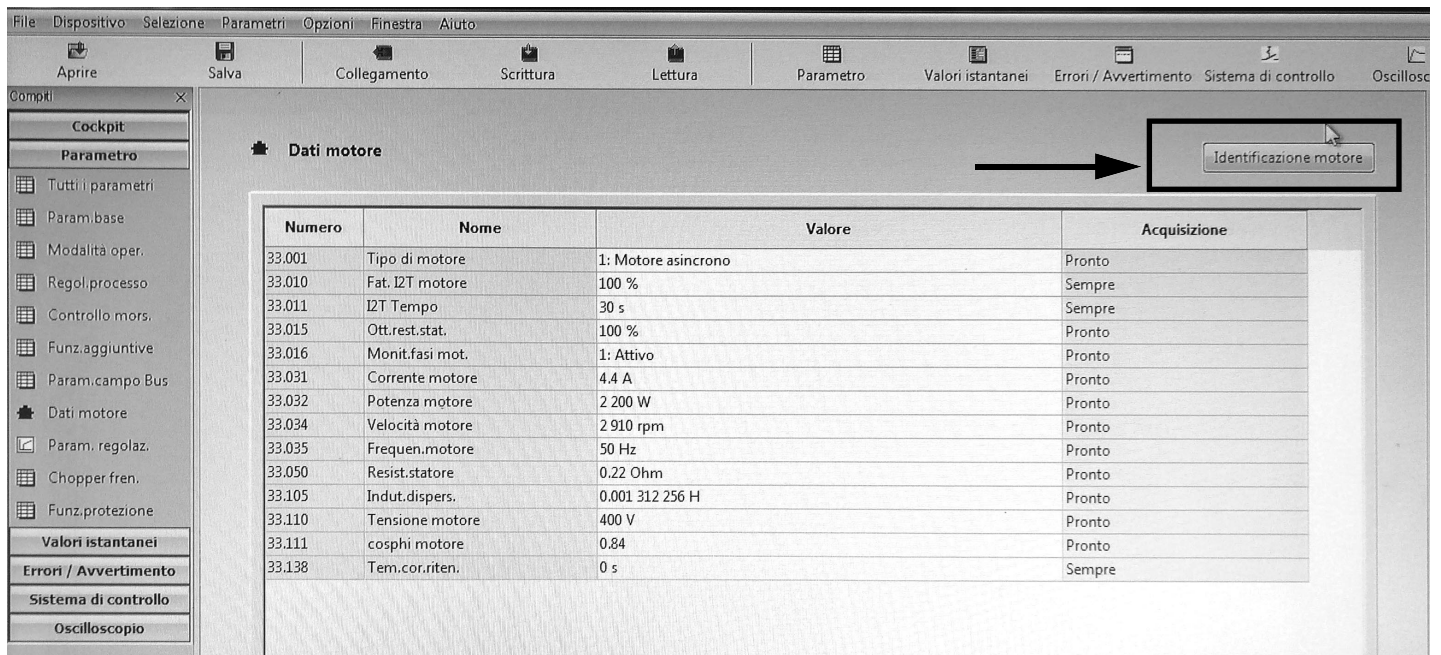 File Dispositivo Selezione Parametri Opzioni Finestra Aiuto
Aprire Salva Collegamento Scrittura Lettura Parametro Valori istantanei Errori / Avvertimento Sistema di controllo Oscillosc
Compiti
Cockpit
Parametro
Tutti i parametri
Param.base
Modalità oper.
Regol.processo
Controllo mors.
Funz.aggiuntive
Param.campo Bus
Dati motore
Param. regolaz.
Chopper fren.
Funz.protezione
Valori istantanei
Errori / Avvertimento
Sistema di controllo
Oscilloscopio
Dati motore
Identificazione motore
Numero Nome Valore Acquisizione
33.001 Tipo di motore 1: Motore asincrono Pronto
33.010 Fat. I2T motore 100 % Sempre
33.011 I2T Tempo 30 s Sempre
33.015 Ott.rest.stat. 100 % Pronto
33.016 Monit.fasi mot. 1: Attivo Pronto
33.031 Corrente motore 4.4 A Pronto
33.032 Potenza motore 2 200 W Pronto
33.034 Velocità motore 2 910 rpm Pronto
33.035 Frequen.motore 50 Hz Pronto
33.050 Resist.statore 0.22 Ohm Pronto
33.105 Indut.dispers. 0.001 312 256 H Pronto
33.110 Tensione motore 400 V Pronto
33.111 cosphi motore 0.84 Pronto
33.138 Tem.cor.riten. 0 s Sempre